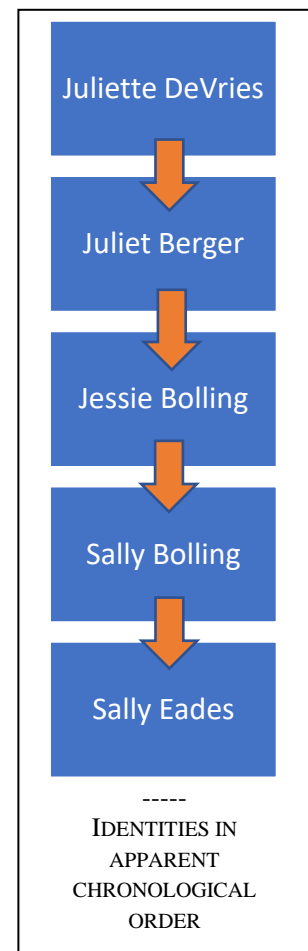 Juliette DeVries
Juliet Berger
Jessie Bolling
Sally Bolling
Sally Eades
-----
IDENTITIES IN
APPARENT
CHRONOLOGICAL
ORDER